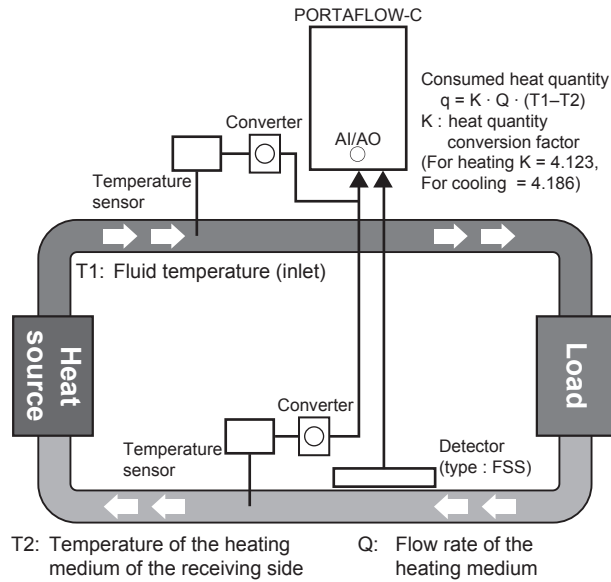 PORTAFLOW-C
Consumed heat quantity
q = K · Q · (T1–T2)
K : heat quantity
conversion factor
(For heating K = 4.123,
For cooling  = 4.186)
AI/AO
Converter
Temperature
sensor
T1: Fluid temperature (inlet)
Heat
source
Load
Converter
Temperature
sensor
Detector
(type : FSS)
T2: Temperature of the heating
medium of the receiving side
Q: Flow rate of the
heating medium